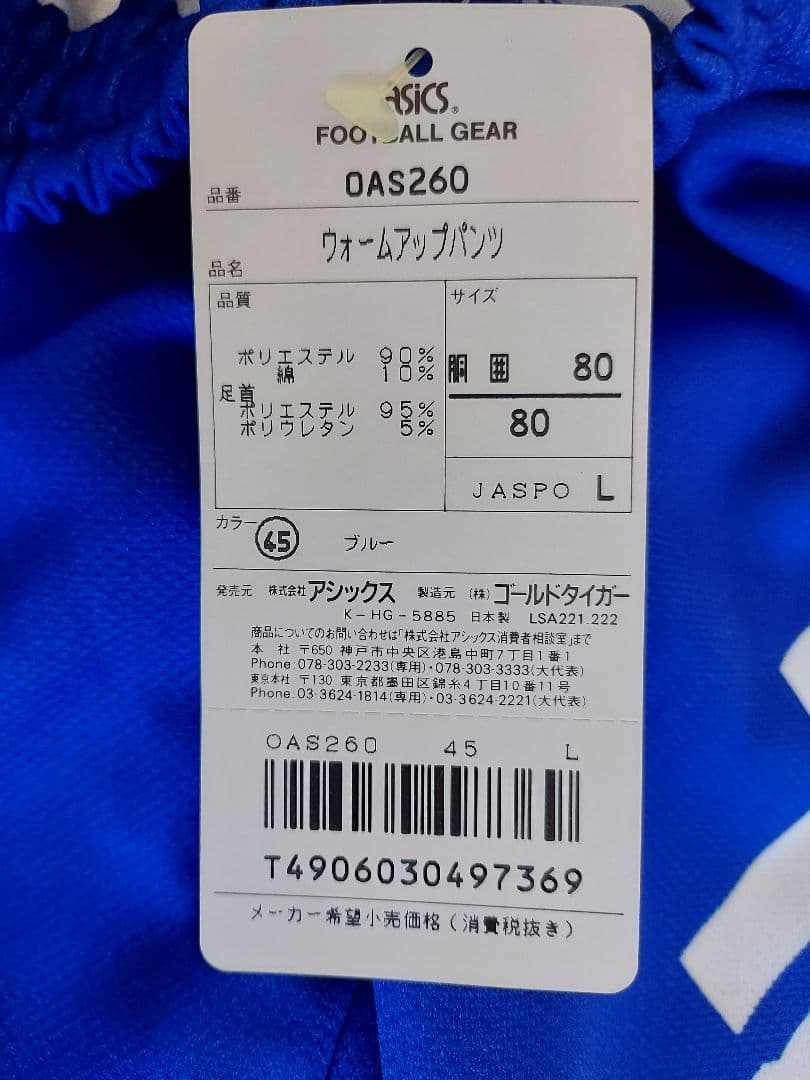 asics®
FOOTBALL GEAR
品番 OAS260
品名 ウォームアップパンツ
品質
ポリエステル 90%
綿 10%
足首
ポリエステル 95%
ポリウレタン 5%
サイズ
胴囲 80
80
JASPO L
カラー 45 ブルー
発売元 株式会社アシックス 製造元 (株)ゴールドタイガー
K-HG-5885 日本製 LSA221.222
商品についてのお問い合わせは「株式会社アシックス消費者相談室」まで
本 社 〒650 神戸市中央区港島中町7丁目1番1
Phone:078-303-2233(専用)・078-303-3333(大代表)
東京本社 〒130 東京都墨田区錦糸4丁目10番11号
Phone:03-3624-1814(専用)・03-3624-2221(大代表)
OAS260 45 L
T4906030497369
メーカー希望小売価格(消費税抜き)